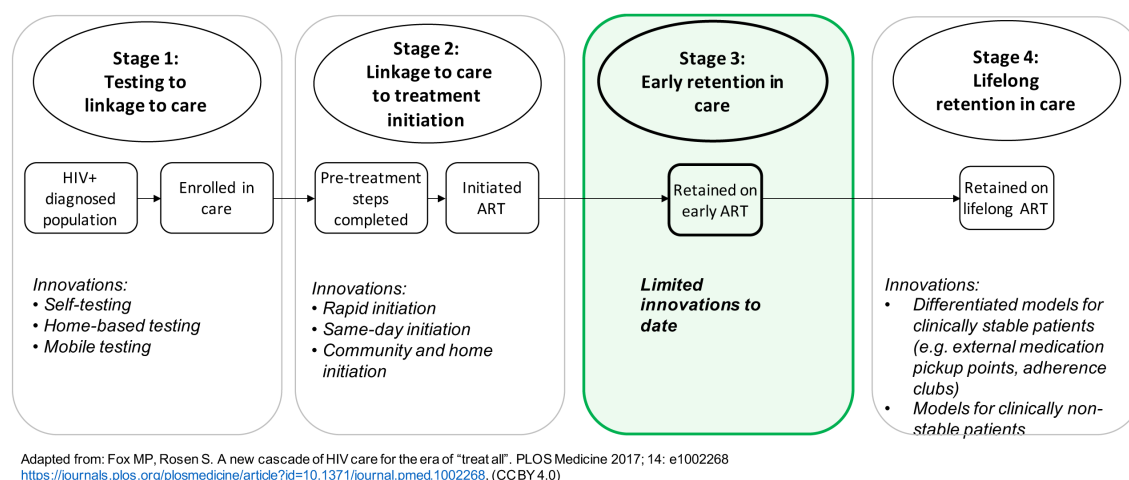 Stage 1:
Testing to
linkage to care
Stage 2:
Linkage to care
to treatment
initiation
Stage 3:
Early retention in
care
Stage 4:
Lifelong
retention in care
HIV+
diagnosed
population
Enrolled in
care
Pre-treatment
steps
completed
Initiated
ART
Retained on
early ART
Retained on
lifelong ART
Innovations:
• Self-testing
• Home-based testing
• Mobile testing
Innovations:
• Rapid initiation
• Same-day initiation
• Community and home
initiation
Limited
innovations to
date
Innovations:
• Differentiated models for
clinically stable patients
(e.g. external medication
pickup points, adherence
clubs)
• Models for clinically non-
stable patients
Adapted from: Fox MP, Rosen S. A new cascade of HIV care for the era of "treat all". PLOS Medicine 2017; 14: e1002268
https://journals.plos.org/plosmedicine/article?id=10.1371/journal.pmed.1002268. (CC BY 4.0)